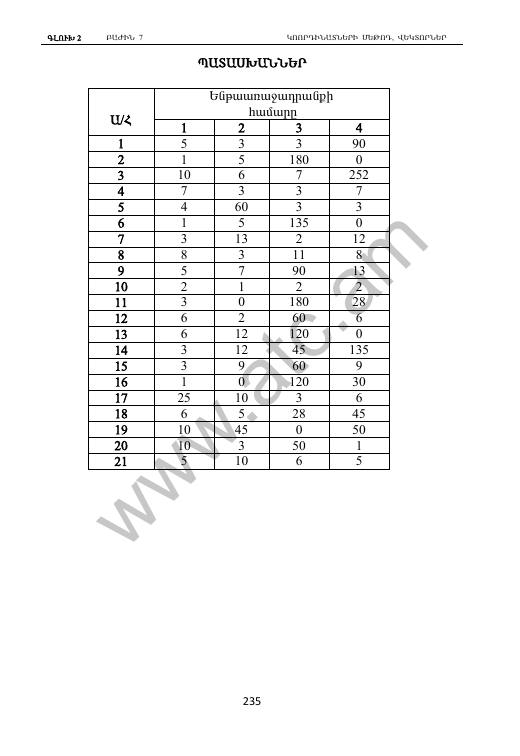 ԳԼՈՒԽ 2 ԲԱԺԻՆ 7 ԿՈՈՐԴԻՆԱՏՆԵՐԻ ՄԵԹՈԴ, ՎԵԿՏՈՐՆԵՐ
ՊԱՏԱՍԽԱՆՆԵՐ
Ա/Հ Ենթաառաջադրանքի
համարը
1 2 3 4
1 5 3 3 90
2 1 5 180 0
3 10 6 7 252
4 7 3 3 7
5 4 60 3 3
6 1 5 135 0
7 3 13 2 12
8 8 3 11 8
9 5 7 90 13
10 2 1 2 2
11 3 0 180 28
12 6 2 60 6
13 6 12 120 0
14 3 12 45 135
15 3 9 60 9
16 1 0 120 30
17 25 10 3 6
18 6 5 28 45
19 10 45 0 50
20 10 3 50 1
21 5 10 6 5
www.atc.am
235